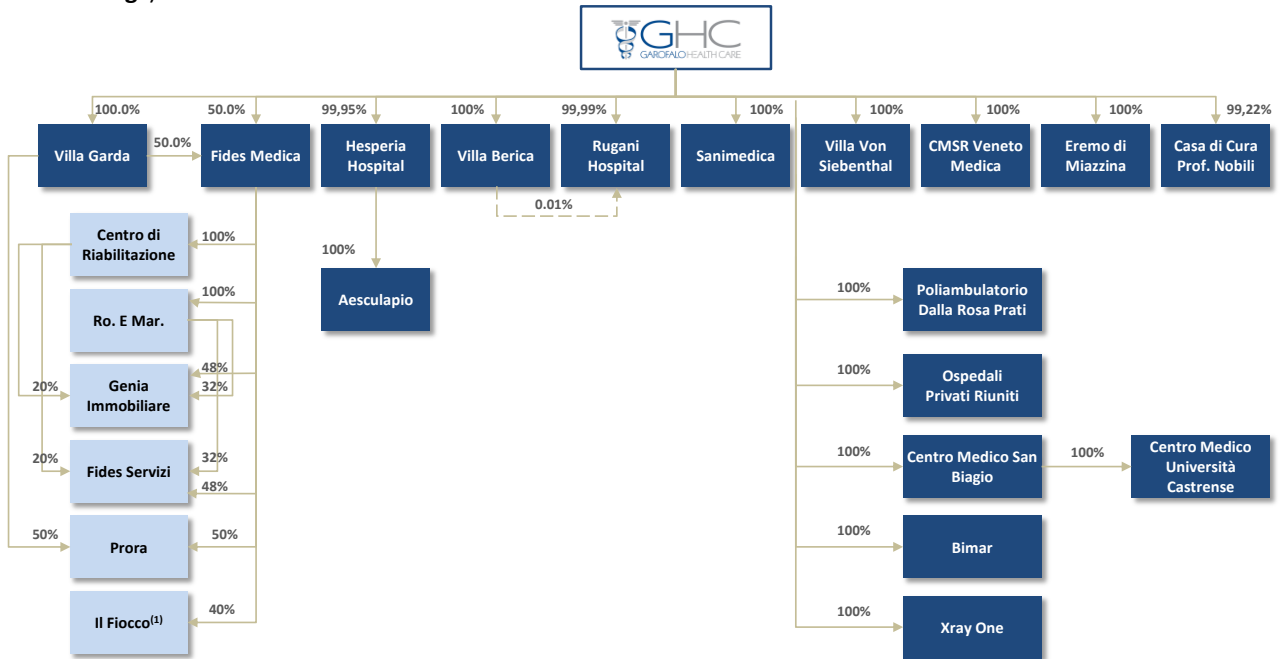 GHC
GAROFALO HEALTH CARE
100.0%
50.0%
99,95%
100%
99,99%
100%
100%
100%
100%
99,22%
Villa Garda
50.0%
Fides Medica
Hesperia
Hospital
Villa Berica
Rugani
Hospital
Sanimedica
Villa Von
Siebenthal
CMSR Veneto
Medica
Eremo di
Miazzina
Casa di Cura
Prof. Nobili
0.01%
Centro di
Riabilitazione
100%
100%
Aesculapio
100%
Poliambulatorio
Dalla Rosa Prati
Ro. E Mar.
100%
48%
20%
Genia
Immobiliare
32%
100%
Ospedali
Privati Riuniti
20%
Fides Servizi
32%
48%
100%
Centro Medico San
Biagio
100%
Centro Medico
Università
Castrense
50%
Prora
50%
100%
Bimar
Il Fiocco(1)
40%
100%
Xray One